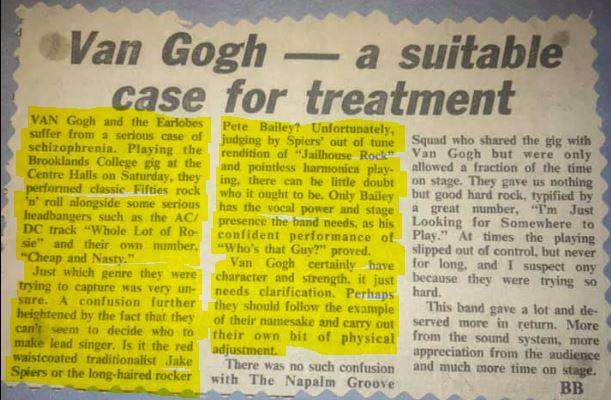 Van Gogh — a suitable
case for treatment
VAN Gogh and the Earlobes
suffer from a serious case of
schizophrenia. Playing the
Brooklands College gig at the
Centre Halls on Saturday, they
performed classic Fifties rock
'n' roll alongside some serious
headbangers such as the AC/
DC track "Whole Lot of Ro-
sie" and their own number,
"Cheap and Nasty."
Just which genre they were
trying to capture was very un-
sure. A confusion further
heightened by the fact that they
can't seem to decide who to
make lead singer. Is it the red
waistcoated traditionalist Jake
Spiers or the long-haired rocker
Pete Bailey? Unfortunately,
judging by Spiers' out of tune
rendition of "Jailhouse Rock"
and pointless harmonica play-
ing, there can be little doubt
who it ought to be. Only Bailey
has the vocal power and stage
presence the band needs, as his
confident performance of
"Who's that Guy?" proved.
Van Gogh certainly have
character and strength, it just
needs clarification. Perhaps
they should follow the example
of their namesake and carry out
their own bit of physical
adjustment.
There was no such confusion
with The Napalm Groove
Squad who shared the gig with
Van Gogh but were only
allowed a fraction of the time
on stage. They gave us nothing
but good hard rock, typified by
a great number, "I'm Just
Looking for Somewhere to
Play." At times the playing
slipped out of control, but never
for long, and I suspect ony
because they were trying so
hard.
This band gave a lot and de-
served more in return. More
from the sound system, more
appreciation from the audience
and much more time on stage.
BB